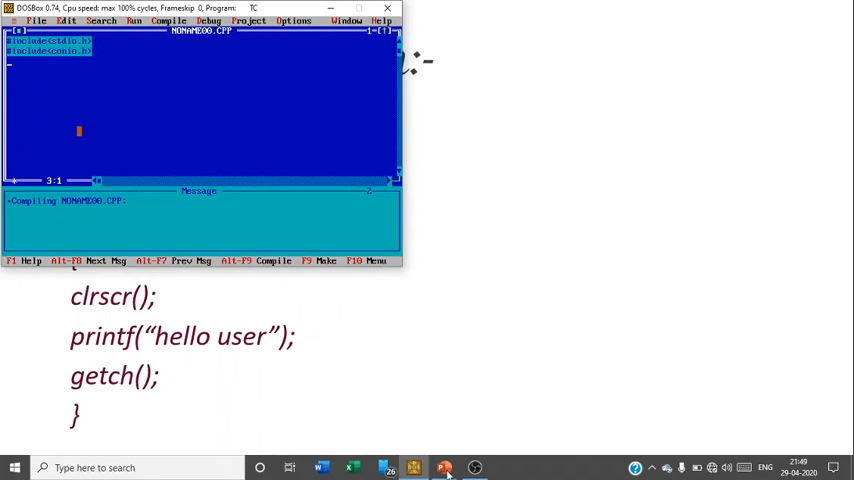 DOSBox 0.74, Cpu speed: max 100% cycles, Frameskip 0, Program: TC
≡ File Edit Search Run Compile Debug Project Options Window Help
[■] NONAME00.CPP 1=[↑]
#include<stdio.h>
#include<conio.h>
:-
3:1
Message 2
•Compiling NONAME00.CPP:
F1 Help Alt-F8 Next Msg Alt-F7 Prev Msg Alt-F9 Compile F9 Make F10 Menu
{
clrscr();
printf(“hello user”);
getch();
}
Type here to search
26
ENG
21:49
29-04-2020